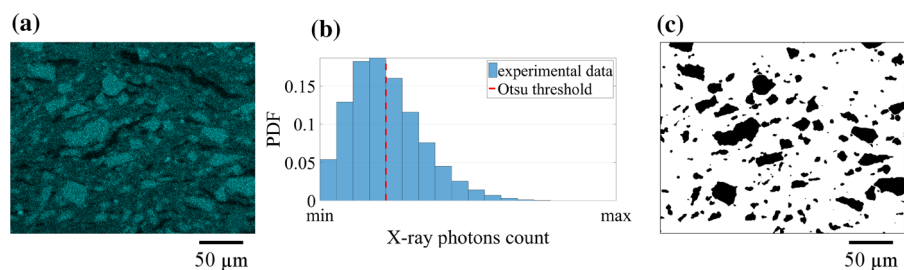 (a)
(b)
(c)
experimental data
Otsu threshold
0.15
0.1
0.05
0
PDF
min
max
X-ray photons count
50 µm
50 µm